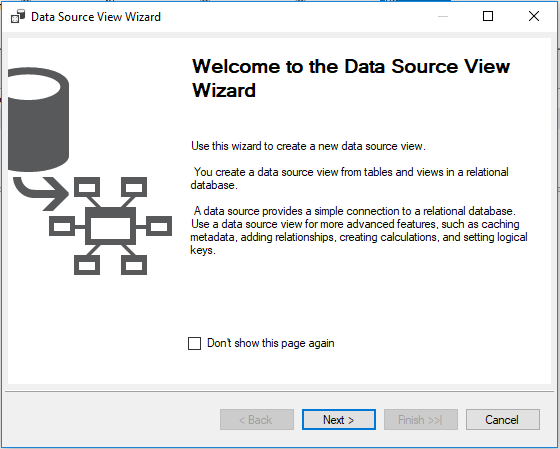 Data Source View Wizard
Welcome to the Data Source View
Wizard
Use this wizard to create a new data source view.
You create a data source view from tables and views in a relational
database.
A data source provides a simple connection to a relational database.
Use a data source view for more advanced features, such as caching
metadata, adding relationships, creating calculations, and setting logical
keys.
Don't show this page again
< Back
Next >
Finish >>|
Cancel